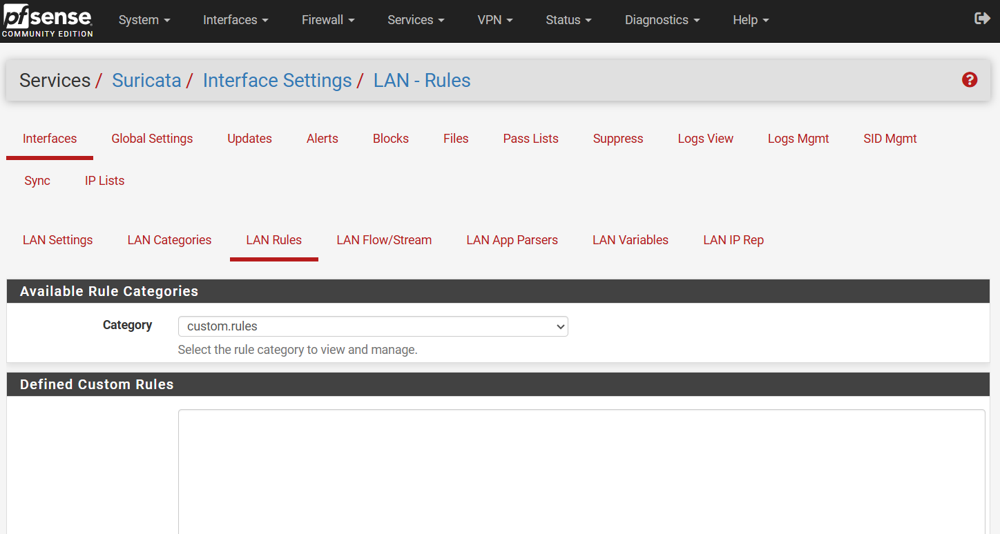 pfsense System Interfaces Firewall Services VPN Status Diagnostics Help
COMMUNITY EDITION
Services / Suricata / Interface Settings / LAN - Rules ?
Interfaces Global Settings Updates Alerts Blocks Files Pass Lists Suppress Logs View Logs Mgmt SID Mgmt
Sync IP Lists
LAN Settings LAN Categories LAN Rules LAN Flow/Stream LAN App Parsers LAN Variables LAN IP Rep
Available Rule Categories
Category custom.rules
Select the rule category to view and manage.
Defined Custom Rules